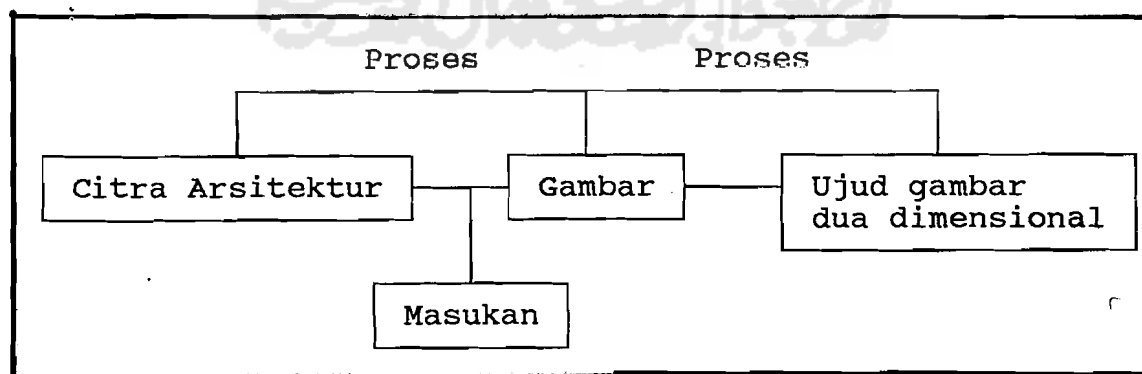 Proses Proses
Citra Arsitektur Gambar Ujud gambar
dua dimensional
Masukan